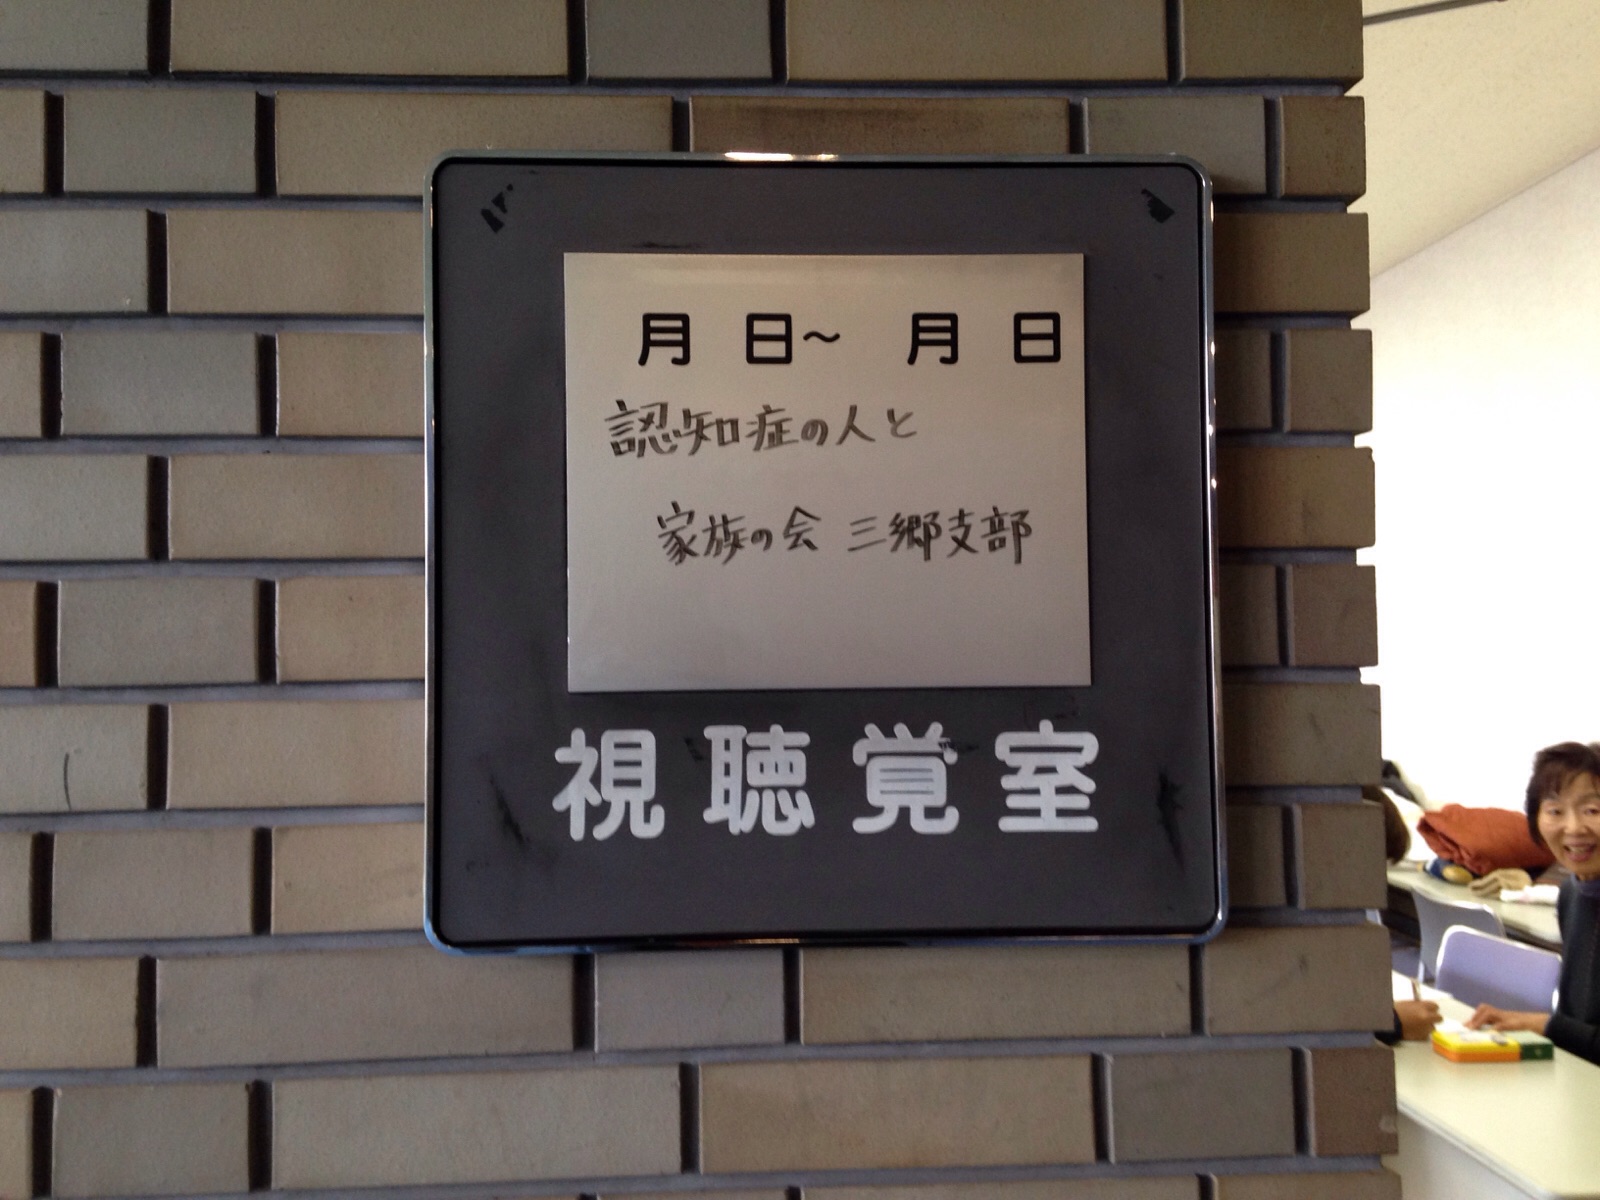 月 日〜 月 日
認知症の人と
家族の会 三郷支部
視聴覚室